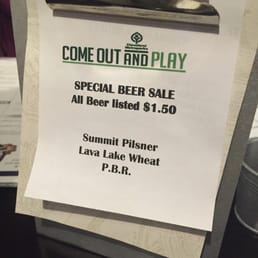 COME OUT AND PLAY
SPECIAL BEER SALE
All Beer listed $1.50
Summit Pilsner
Lava Lake Wheat
P.B.R.